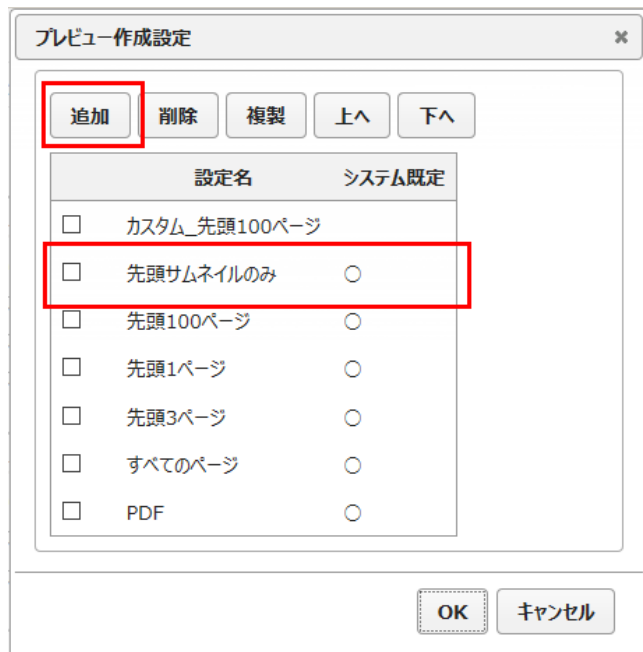 プレビュー作成設定
追加 削除 複製 上へ 下へ
設定名 システム既定
カスタム_先頭100ページ
先頭サムネイルのみ ○
先頭100ページ ○
先頭1ページ ○
先頭3ページ ○
すべてのページ ○
PDF ○
OK キャンセル